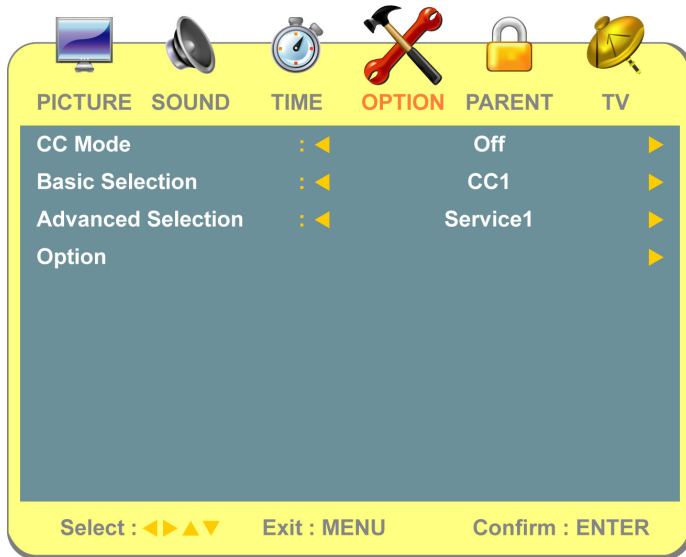 PICTURE SOUND TIME OPTION PARENT TV
CC Mode : Off
Basic Selection : CC1
Advanced Selection : Service1
Option
Select : Exit : MENU Confirm : ENTER